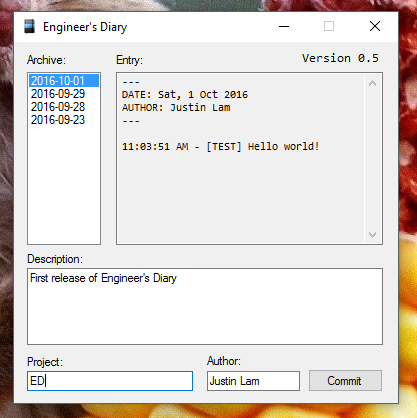 Engineer's Diary
Archive:
Entry:
Version 0.5
2016-10-01
2016-09-29
2016-09-28
2016-09-23
---
DATE: Sat, 1 Oct 2016
AUTHOR: Justin Lam
---
11:03:51 AM - [TEST] Hello world!
Description:
First release of Engineer's Diary
Project:
Author:
ED
Justin Lam
Commit